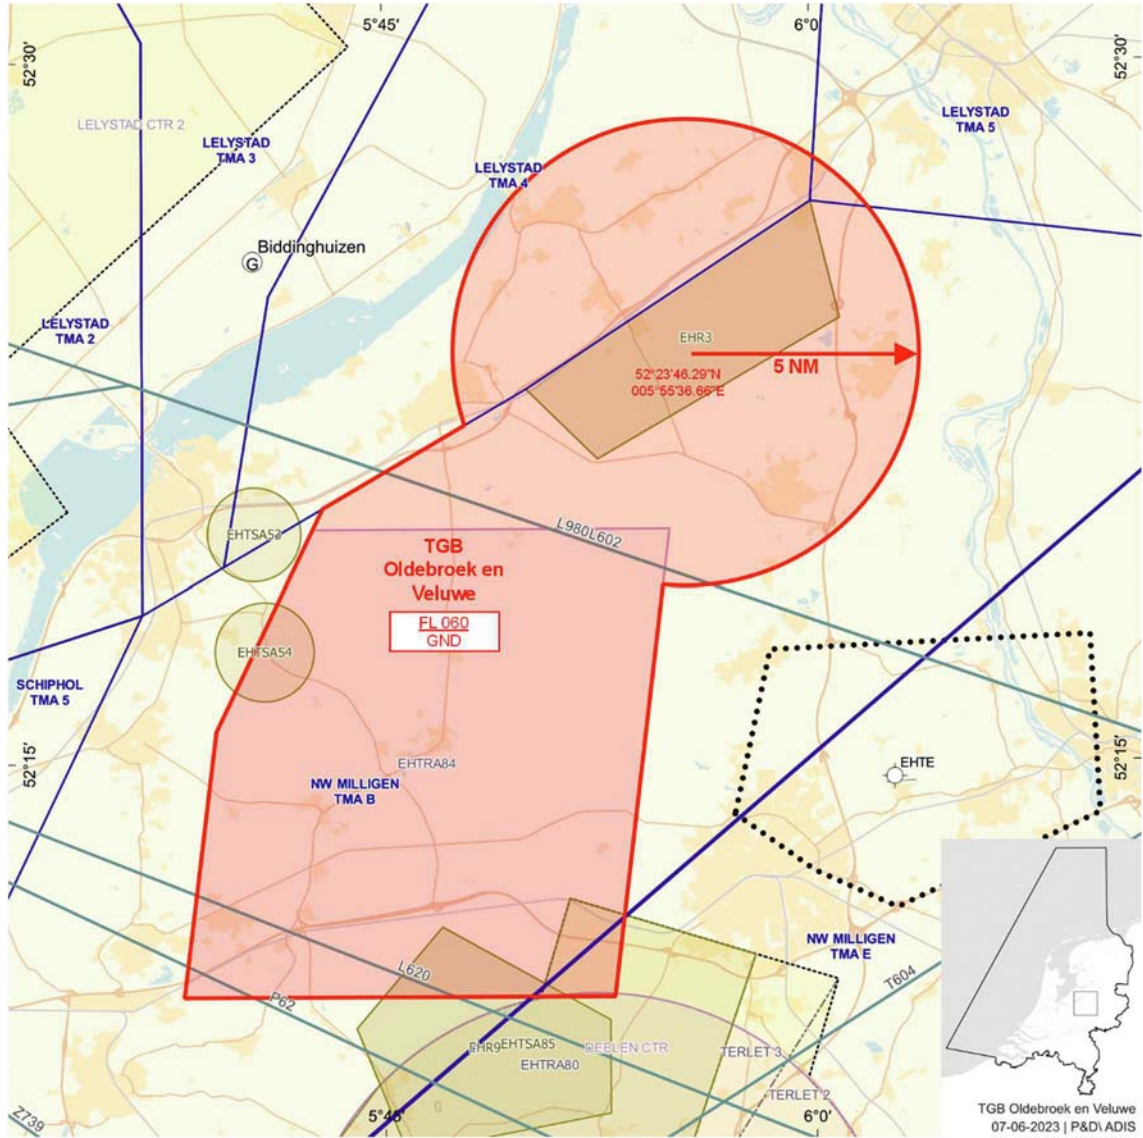 5°45'
6°0'
52°30'
52°30'
LELYSTAD CTR 2
LELYSTAD
TMA 3
LELYSTAD
TMA 4
LELYSTAD
TMA 5
Biddinghuizen
G
LELYSTAD
TMA 2
EHR3
5 NM
52°23'46.29"N
005°55'36.66"E
EHTSA53
L980L602
TGB
Oldebroek en
Veluwe
FL 060
GND
EHTSA54
SCHIPHOL
TMA 5
52°15'
52°15'
EHTRA84
EHTE
NW MILLIGEN
TMA B
NW MILLIGEN
TMA E
L620
P62
T604
EHR9
EHTSA85
EHTRA80
DEELEN CTR
TERLET 3
TERLET 2
Z739
5°45'
6°0'
TGB Oldebroek en Veluwe
07-06-2023 | P&D\ ADIS